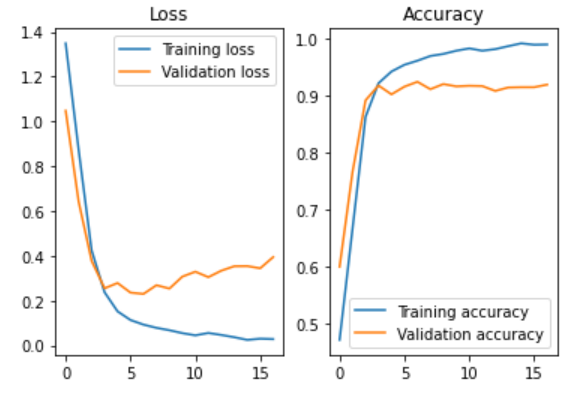 Loss
Training loss
Validation loss
1.4
1.2
1.0
0.8
0.6
0.4
0.2
0.0
0 5 10 15
Accuracy
1.0
0.9
0.8
0.7
0.6
0.5
Training accuracy
Validation accuracy
0 5 10 15